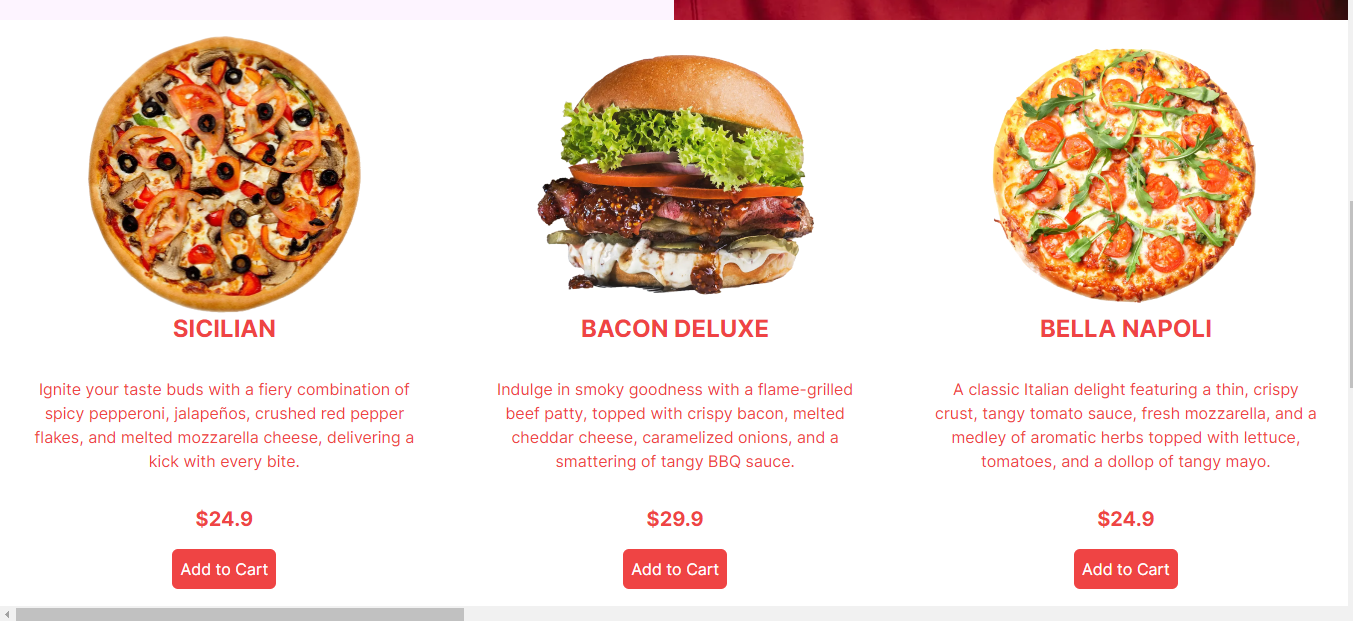 SICILIAN
Ignite your taste buds with a fiery combination of
spicy pepperoni, jalapeños, crushed red pepper
flakes, and melted mozzarella cheese, delivering a
kick with every bite.
$24.9
Add to Cart
BACON DELUXE
Indulge in smoky goodness with a flame-grilled
beef patty, topped with crispy bacon, melted
cheddar cheese, caramelized onions, and a
smattering of tangy BBQ sauce.
$29.9
Add to Cart
BELLA NAPOLI
A classic Italian delight featuring a thin, crispy
crust, tangy tomato sauce, fresh mozzarella, and a
medley of aromatic herbs topped with lettuce,
tomatoes, and a dollop of tangy mayo.
$24.9
Add to Cart